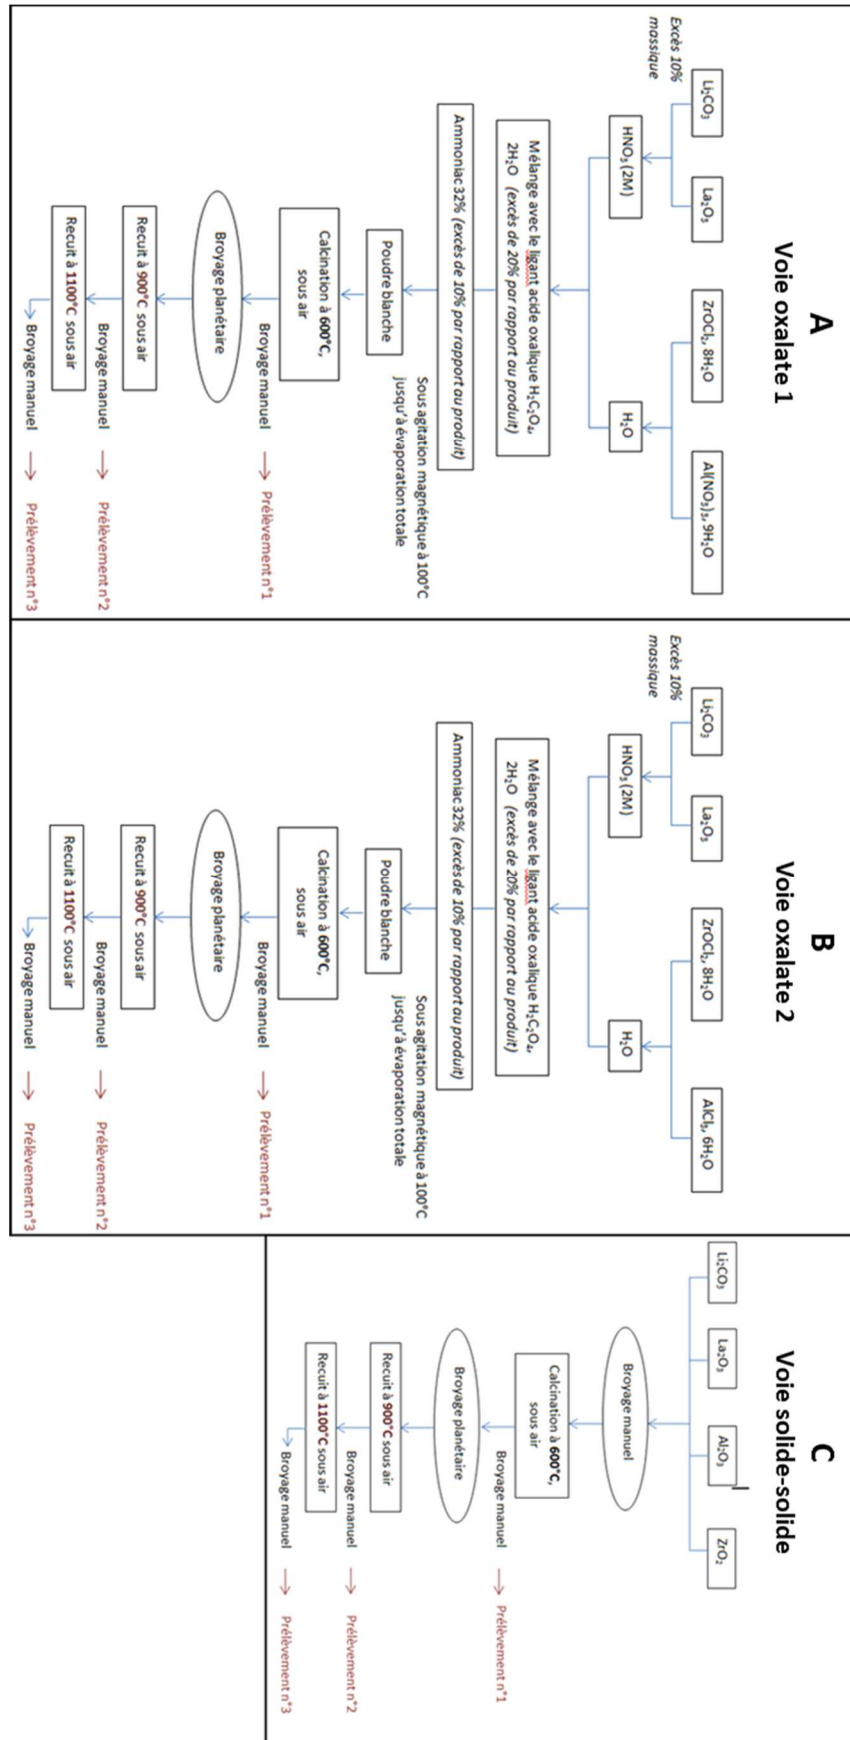 A
Voie oxalate 1
Li₂CO₃
La₂O₃
ZrOCl₂, 8H₂O
Al(NO₃)₃, 9H₂O
Excès 10%
massique
HNO₃ (2M)
H₂O
Mélange avec le ligant acide oxalique H₂C₂O₄,
2H₂O (excès de 20% par rapport au produit)
Ammoniac 32% (excès de 10% par rapport au produit)
Sous agitation magnétique à 100°C
jusqu'à évaporation totale
Poudre blanche
Calcination à 600°C,
sous air
Broyage manuel
Prélèvement n°1
Broyage planétaire
Recuit à 900°C sous air
Broyage manuel
Prélèvement n°2
Recuit à 1100°C sous air
Broyage manuel
Prélèvement n°3
B
Voie oxalate 2
Li₂CO₃
La₂O₃
ZrOCl₂, 8H₂O
AlCl₃, 6H₂O
Excès 10%
massique
HNO₃ (2M)
H₂O
Mélange avec le ligant acide oxalique H₂C₂O₄,
2H₂O (excès de 20% par rapport au produit)
Ammoniac 32% (excès de 10% par rapport au produit)
Sous agitation magnétique à 100°C
jusqu'à évaporation totale
Poudre blanche
Calcination à 600°C,
sous air
Broyage manuel
Prélèvement n°1
Broyage planétaire
Recuit à 900°C sous air
Broyage manuel
Prélèvement n°2
Recuit à 1100°C sous air
Broyage manuel
Prélèvement n°3
C
Voie solide-solide
Li₂CO₃
La₂O₃
Al₂O₃
ZrO₂
Broyage manuel
Calcination à 600°C,
sous air
Broyage manuel
Prélèvement n°1
Broyage planétaire
Recuit à 900°C sous air
Broyage manuel
Prélèvement n°2
Recuit à 1100°C sous air
Broyage manuel
Prélèvement n°3